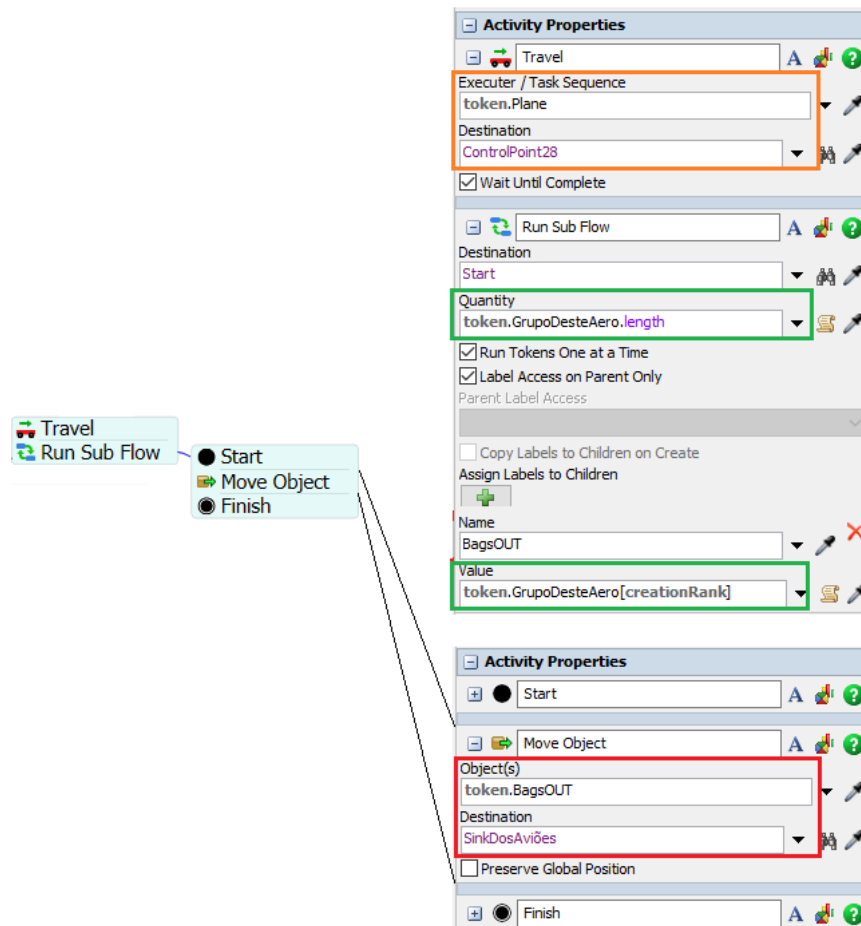 Activity Properties
Travel
Executer / Task Sequence
token.Plane
Destination
ControlPoint28
Wait Until Complete
Run Sub Flow
Destination
Start
Quantity
token.GrupoDesteAero.length
Run Tokens One at a Time
Label Access on Parent Only
Parent Label Access
Copy Labels to Children on Create
Assign Labels to Children
Name
BagsOUT
Value
token.GrupoDesteAero[creationRank]
Travel
Run Sub Flow
Start
Move Object
Finish
Activity Properties
Start
Move Object
Object(s)
token.BagsOUT
Destination
SinkDosAviões
Preserve Global Position
Finish